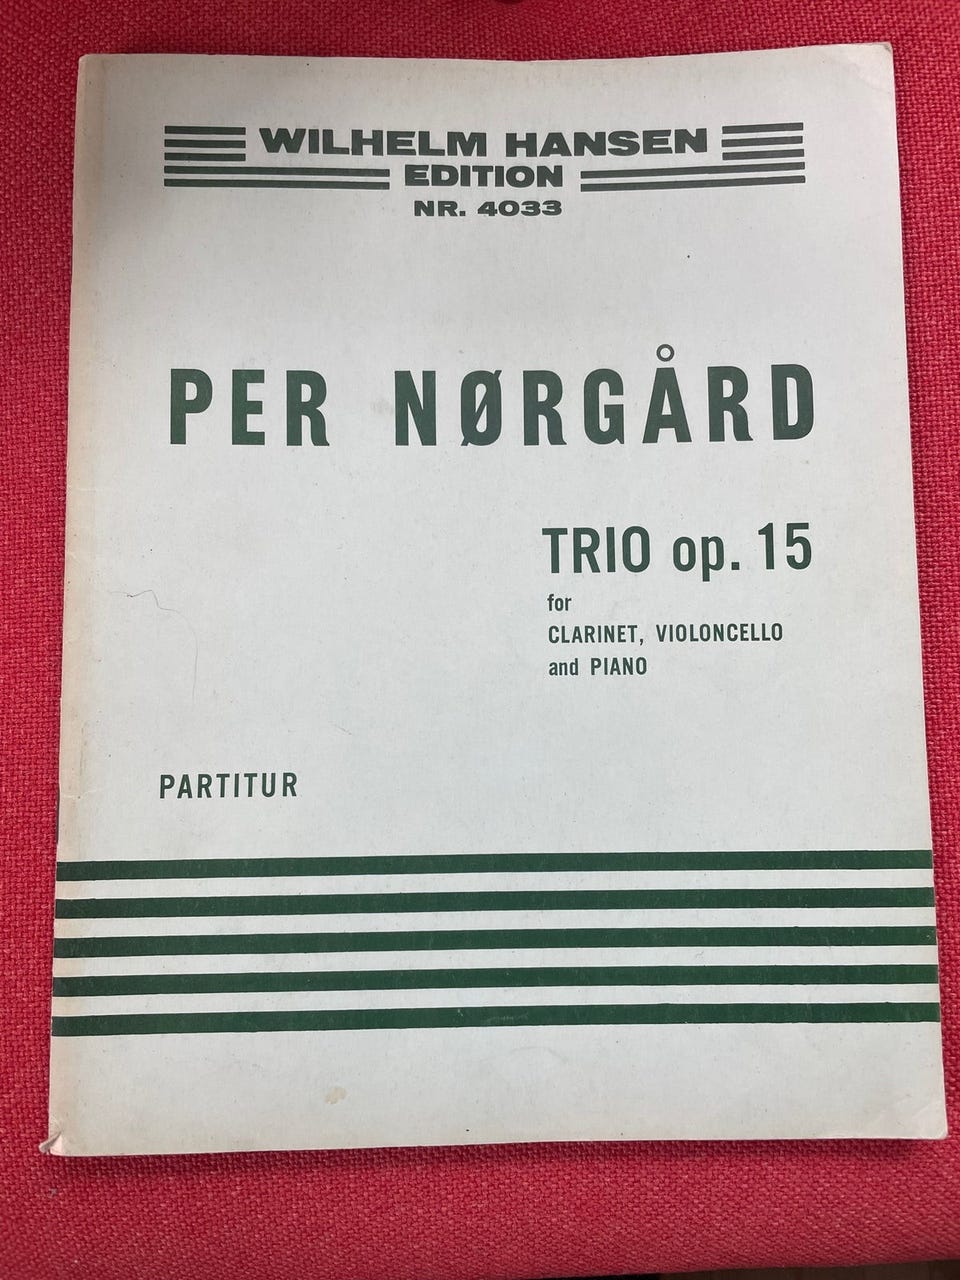 WILHELM HANSEN
EDITION
NR. 4033
PER NØRGÅRD
TRIO op. 15
for
CLARINET, VIOLONCELLO
and PIANO
PARTITUR